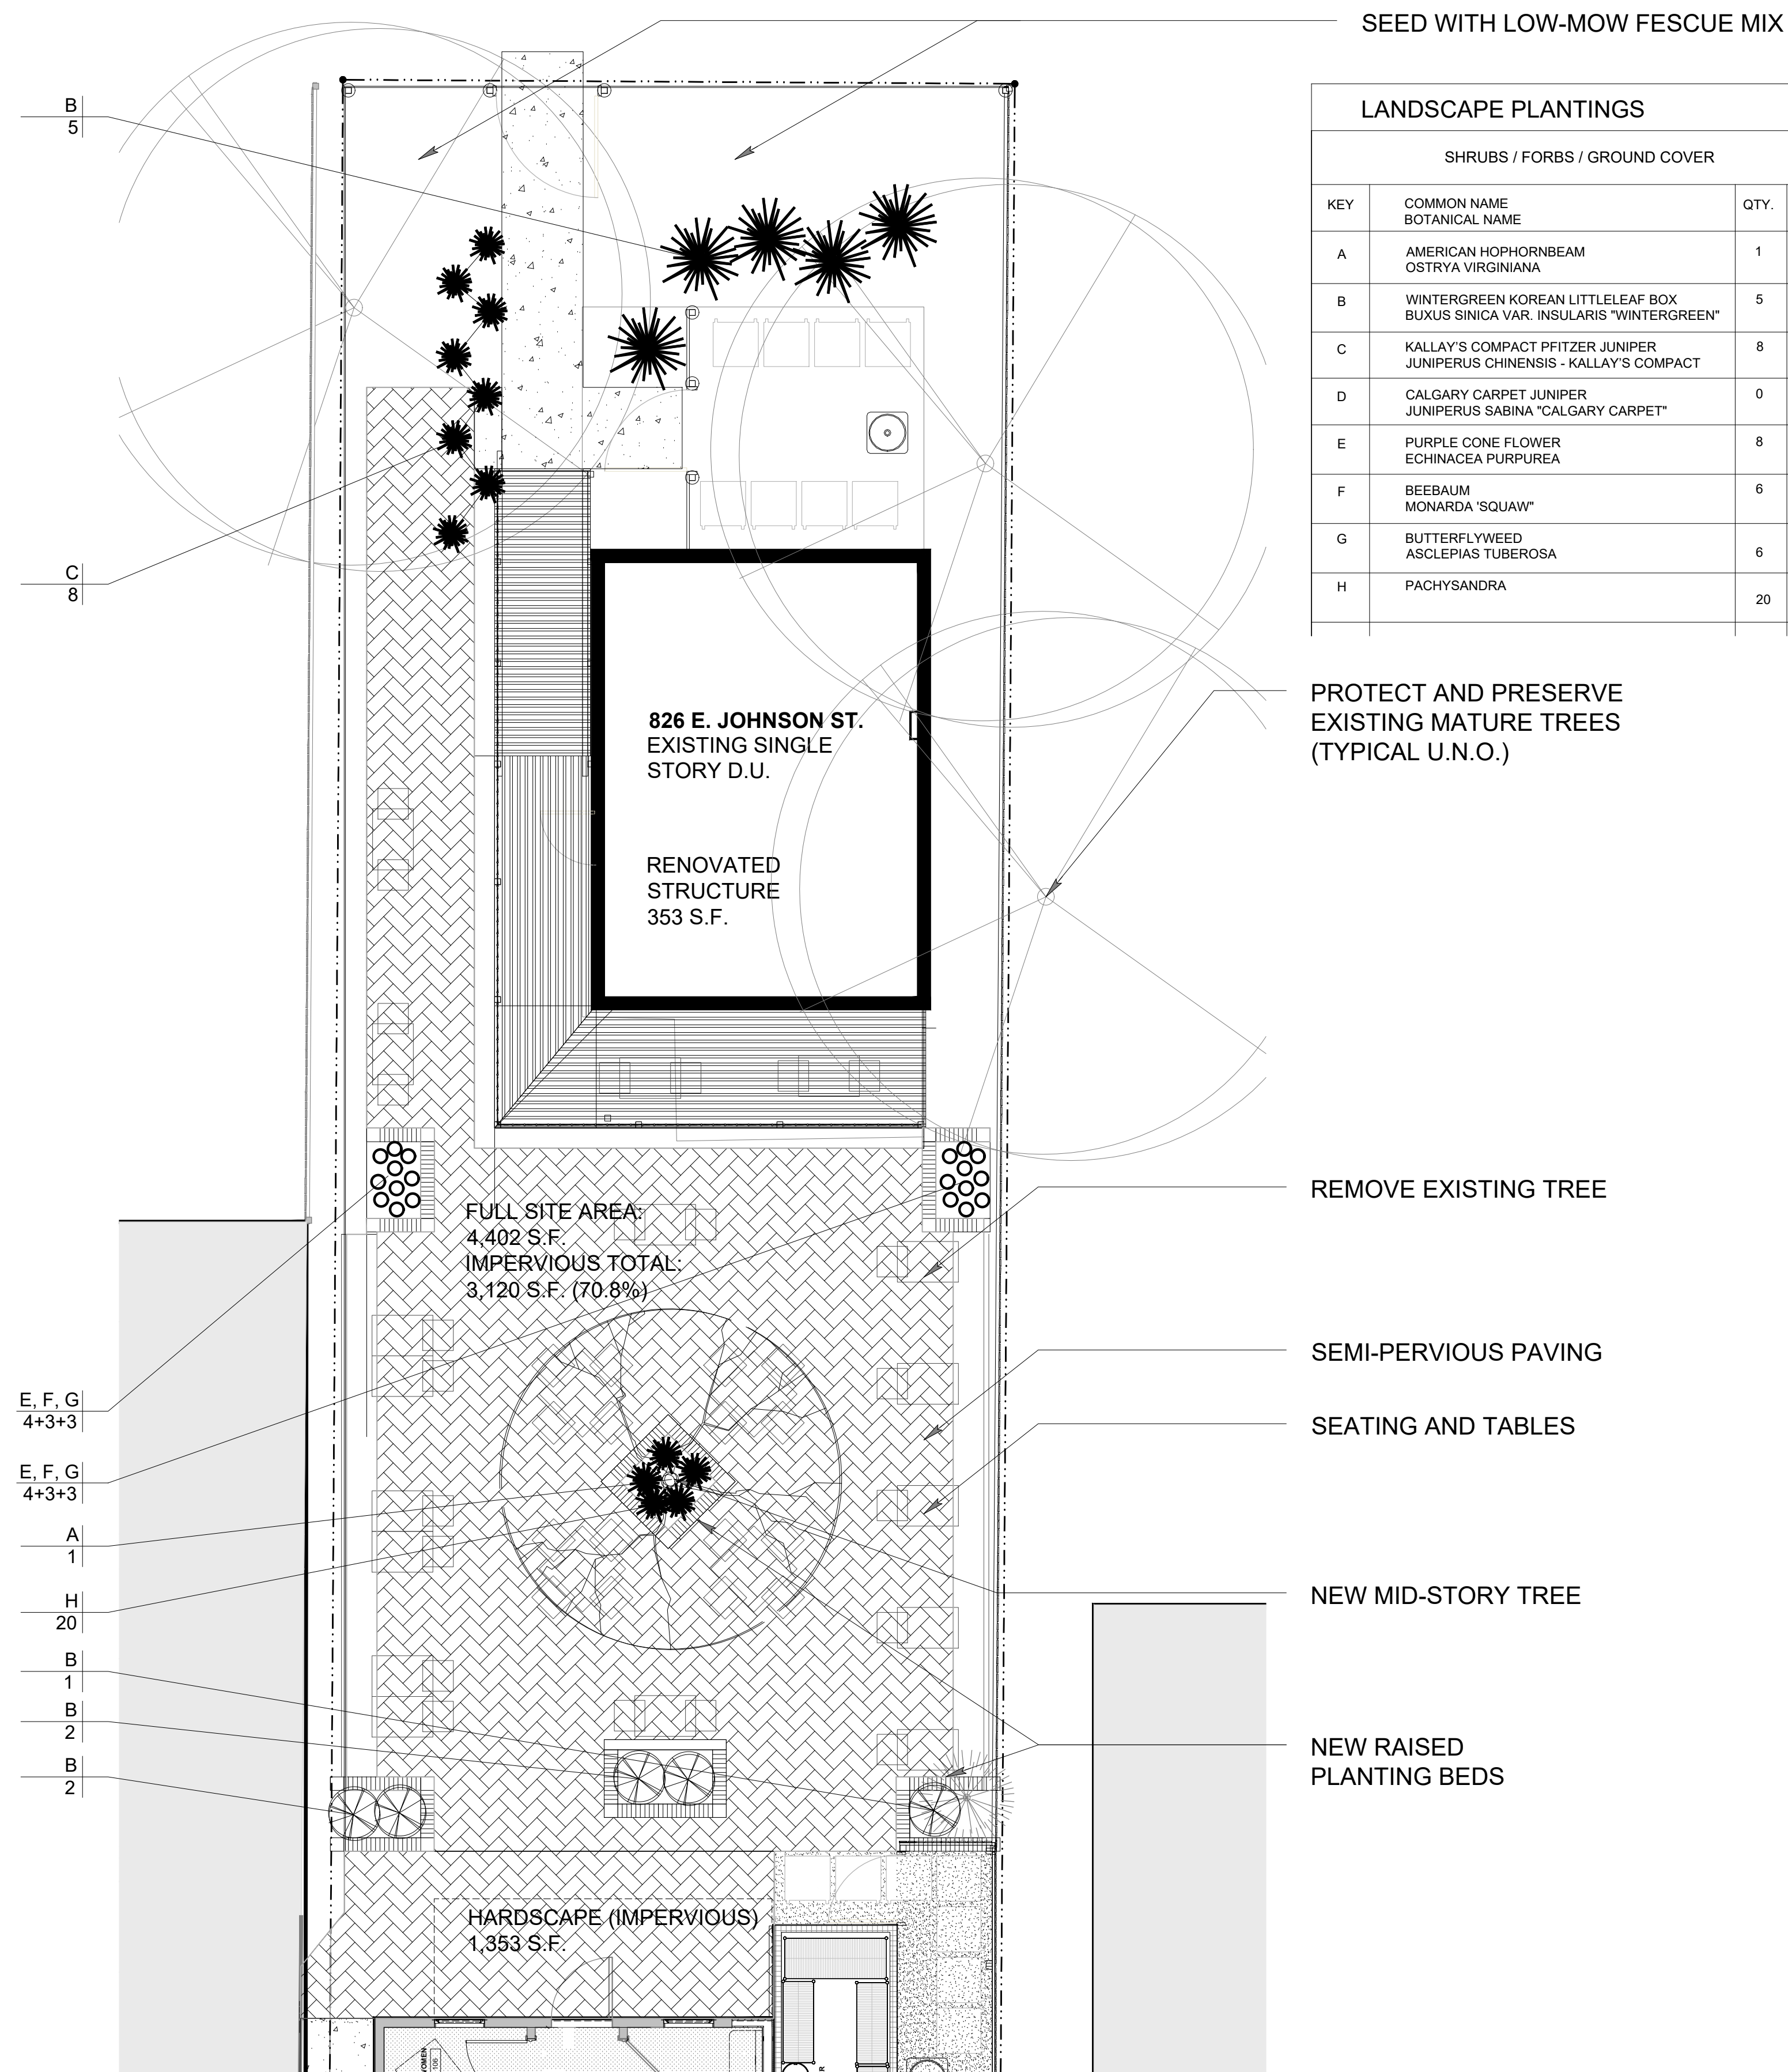 SEED WITH LOW-MOW FESCUE MIX
LANDSCAPE PLANTINGS
SHRUBS / FORBS / GROUND COVER
KEY
COMMON NAME
BOTANICAL NAME
QTY.
A
AMERICAN HOPHORNBEAM
OSTRYA VIRGINIANA
1
B
WINTERGREEN KOREAN LITTLELEAF BOX
BUXUS SINICA VAR. INSULARIS "WINTERGREEN"
5
C
KALLAY'S COMPACT PFITZER JUNIPER
JUNIPERUS CHINENSIS - KALLAY'S COMPACT
8
D
CALGARY CARPET JUNIPER
JUNIPERUS SABINA "CALGARY CARPET"
0
E
PURPLE CONE FLOWER
ECHINACEA PURPUREA
8
F
BEEBAUM
MONARDA 'SQUAW"
6
G
BUTTERFLYWEED
ASCLEPIAS TUBEROSA
6
H
PACHYSANDRA
20
B
5
C
8
826 E. JOHNSON ST.
EXISTING SINGLE
STORY D.U.
RENOVATED
STRUCTURE
353 S.F.
PROTECT AND PRESERVE
EXISTING MATURE TREES
(TYPICAL U.N.O.)
REMOVE EXISTING TREE
FULL SITE AREA:
4,402 S.F.
IMPERVIOUS TOTAL:
3,120 S.F. (70.8%)
SEMI-PERVIOUS PAVING
SEATING AND TABLES
E, F, G
4+3+3
E, F, G
4+3+3
A
1
H
20
B
1
B
2
B
2
NEW MID-STORY TREE
NEW RAISED
PLANTING BEDS
HARDSCAPE (IMPERVIOUS)
1,353 S.F.
WOMEN
105
R